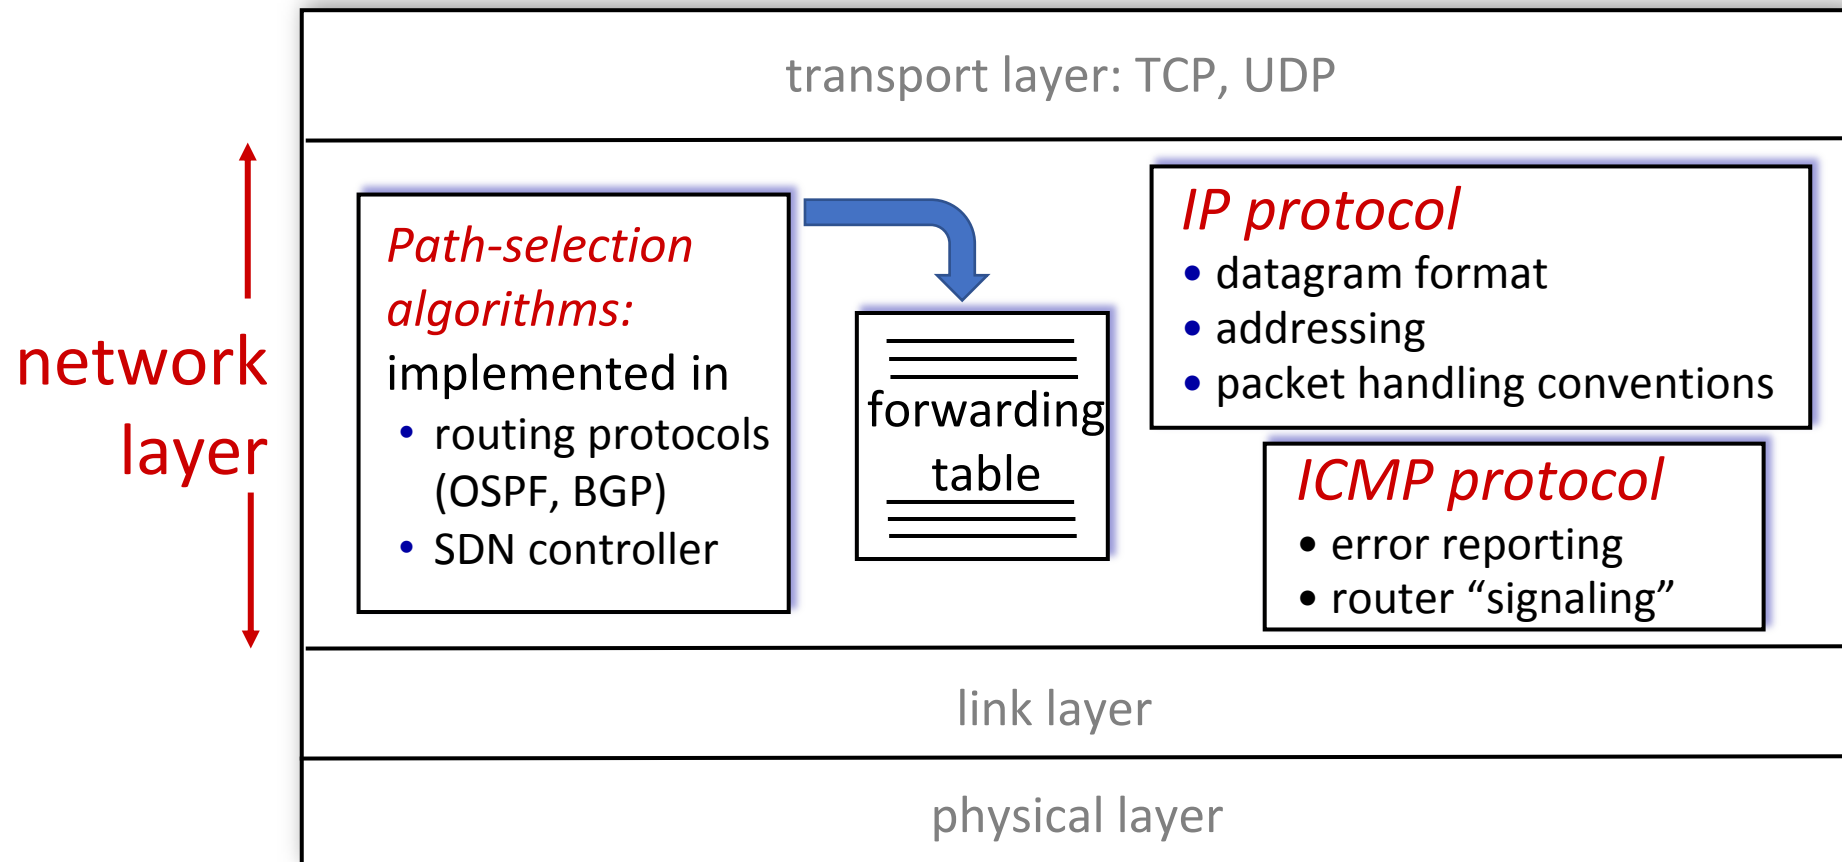 transport layer: TCP, UDP
network
layer
Path-selection
algorithms:
implemented in
• routing protocols
(OSPF, BGP)
• SDN controller
forwarding
table
IP protocol
• datagram format
• addressing
• packet handling conventions
ICMP protocol
• error reporting
• router “signaling”
link layer
physical layer